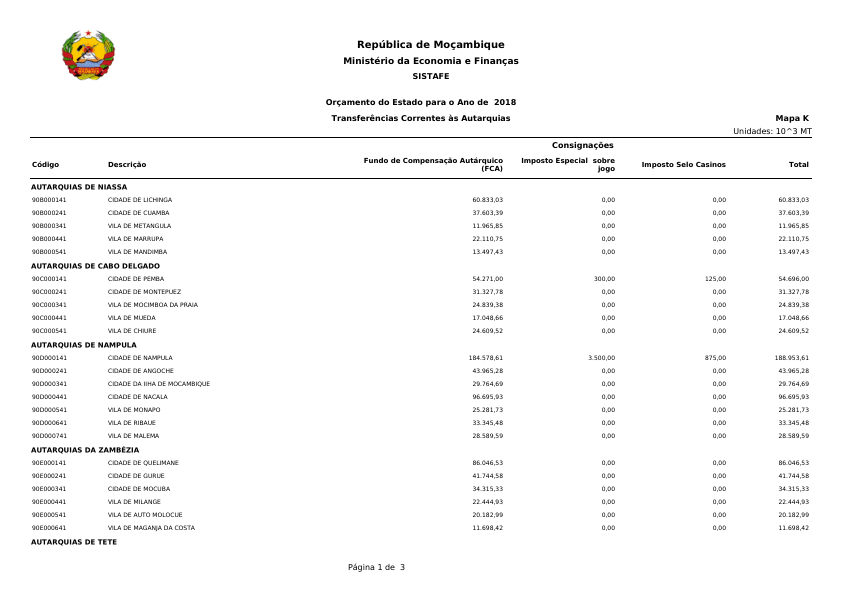 República de Moçambique
Ministério da Economia e Finanças
SISTAFE
Orçamento do Estado para o Ano de 2018
Transferências Correntes às Autarquias Mapa K
Unidades: 10^3 MT
Consignações
Código Descrição Fundo de Compensação Autárquico (FCA) Imposto Especial sobre jogo Imposto Selo Casinos Total
AUTARQUIAS DE NIASSA
90B000141 CIDADE DE LICHINGA 60.833,03 0,00 0,00 60.833,03
90B000241 CIDADE DE CUAMBA 37.603,39 0,00 0,00 37.603,39
90B000341 VILA DE METANGULA 11.965,85 0,00 0,00 11.965,85
90B000441 VILA DE MARRUPA 22.110,75 0,00 0,00 22.110,75
90B000541 VILA DE MANDIMBA 13.497,43 0,00 0,00 13.497,43
AUTARQUIAS DE CABO DELGADO
90C000141 CIDADE DE PEMBA 54.271,00 300,00 125,00 54.696,00
90C000241 CIDADE DE MONTEPUEZ 31.327,78 0,00 0,00 31.327,78
90C000341 VILA DE MOCIMBOA DA PRAIA 24.839,38 0,00 0,00 24.839,38
90C000441 VILA DE MUEDA 17.048,66 0,00 0,00 17.048,66
90C000541 VILA DE CHIURE 24.609,52 0,00 0,00 24.609,52
AUTARQUIAS DE NAMPULA
90D000141 CIDADE DE NAMPULA 184.578,61 3.500,00 875,00 188.953,61
90D000241 CIDADE DE ANGOCHE 43.965,28 0,00 0,00 43.965,28
90D000341 CIDADE DA IIHA DE MOCAMBIQUE 29.764,69 0,00 0,00 29.764,69
90D000441 CIDADE DE NACALA 96.695,93 0,00 0,00 96.695,93
90D000541 VILA DE MONAPO 25.281,73 0,00 0,00 25.281,73
90D000641 VILA DE RIBAUE 33.345,48 0,00 0,00 33.345,48
90D000741 VILA DE MALEMA 28.589,59 0,00 0,00 28.589,59
AUTARQUIAS DA ZAMBÉZIA
90E000141 CIDADE DE QUELIMANE 86.046,53 0,00 0,00 86.046,53
90E000241 CIDADE DE GURUE 41.744,58 0,00 0,00 41.744,58
90E000341 CIDADE DE MOCUBA 34.315,33 0,00 0,00 34.315,33
90E000441 VILA DE MILANGE 22.444,93 0,00 0,00 22.444,93
90E000541 VILA DE AUTO MOLOCUE 20.182,99 0,00 0,00 20.182,99
90E000641 VILA DE MAGANJA DA COSTA 11.698,42 0,00 0,00 11.698,42
AUTARQUIAS DE TETE
Página 1 de 3